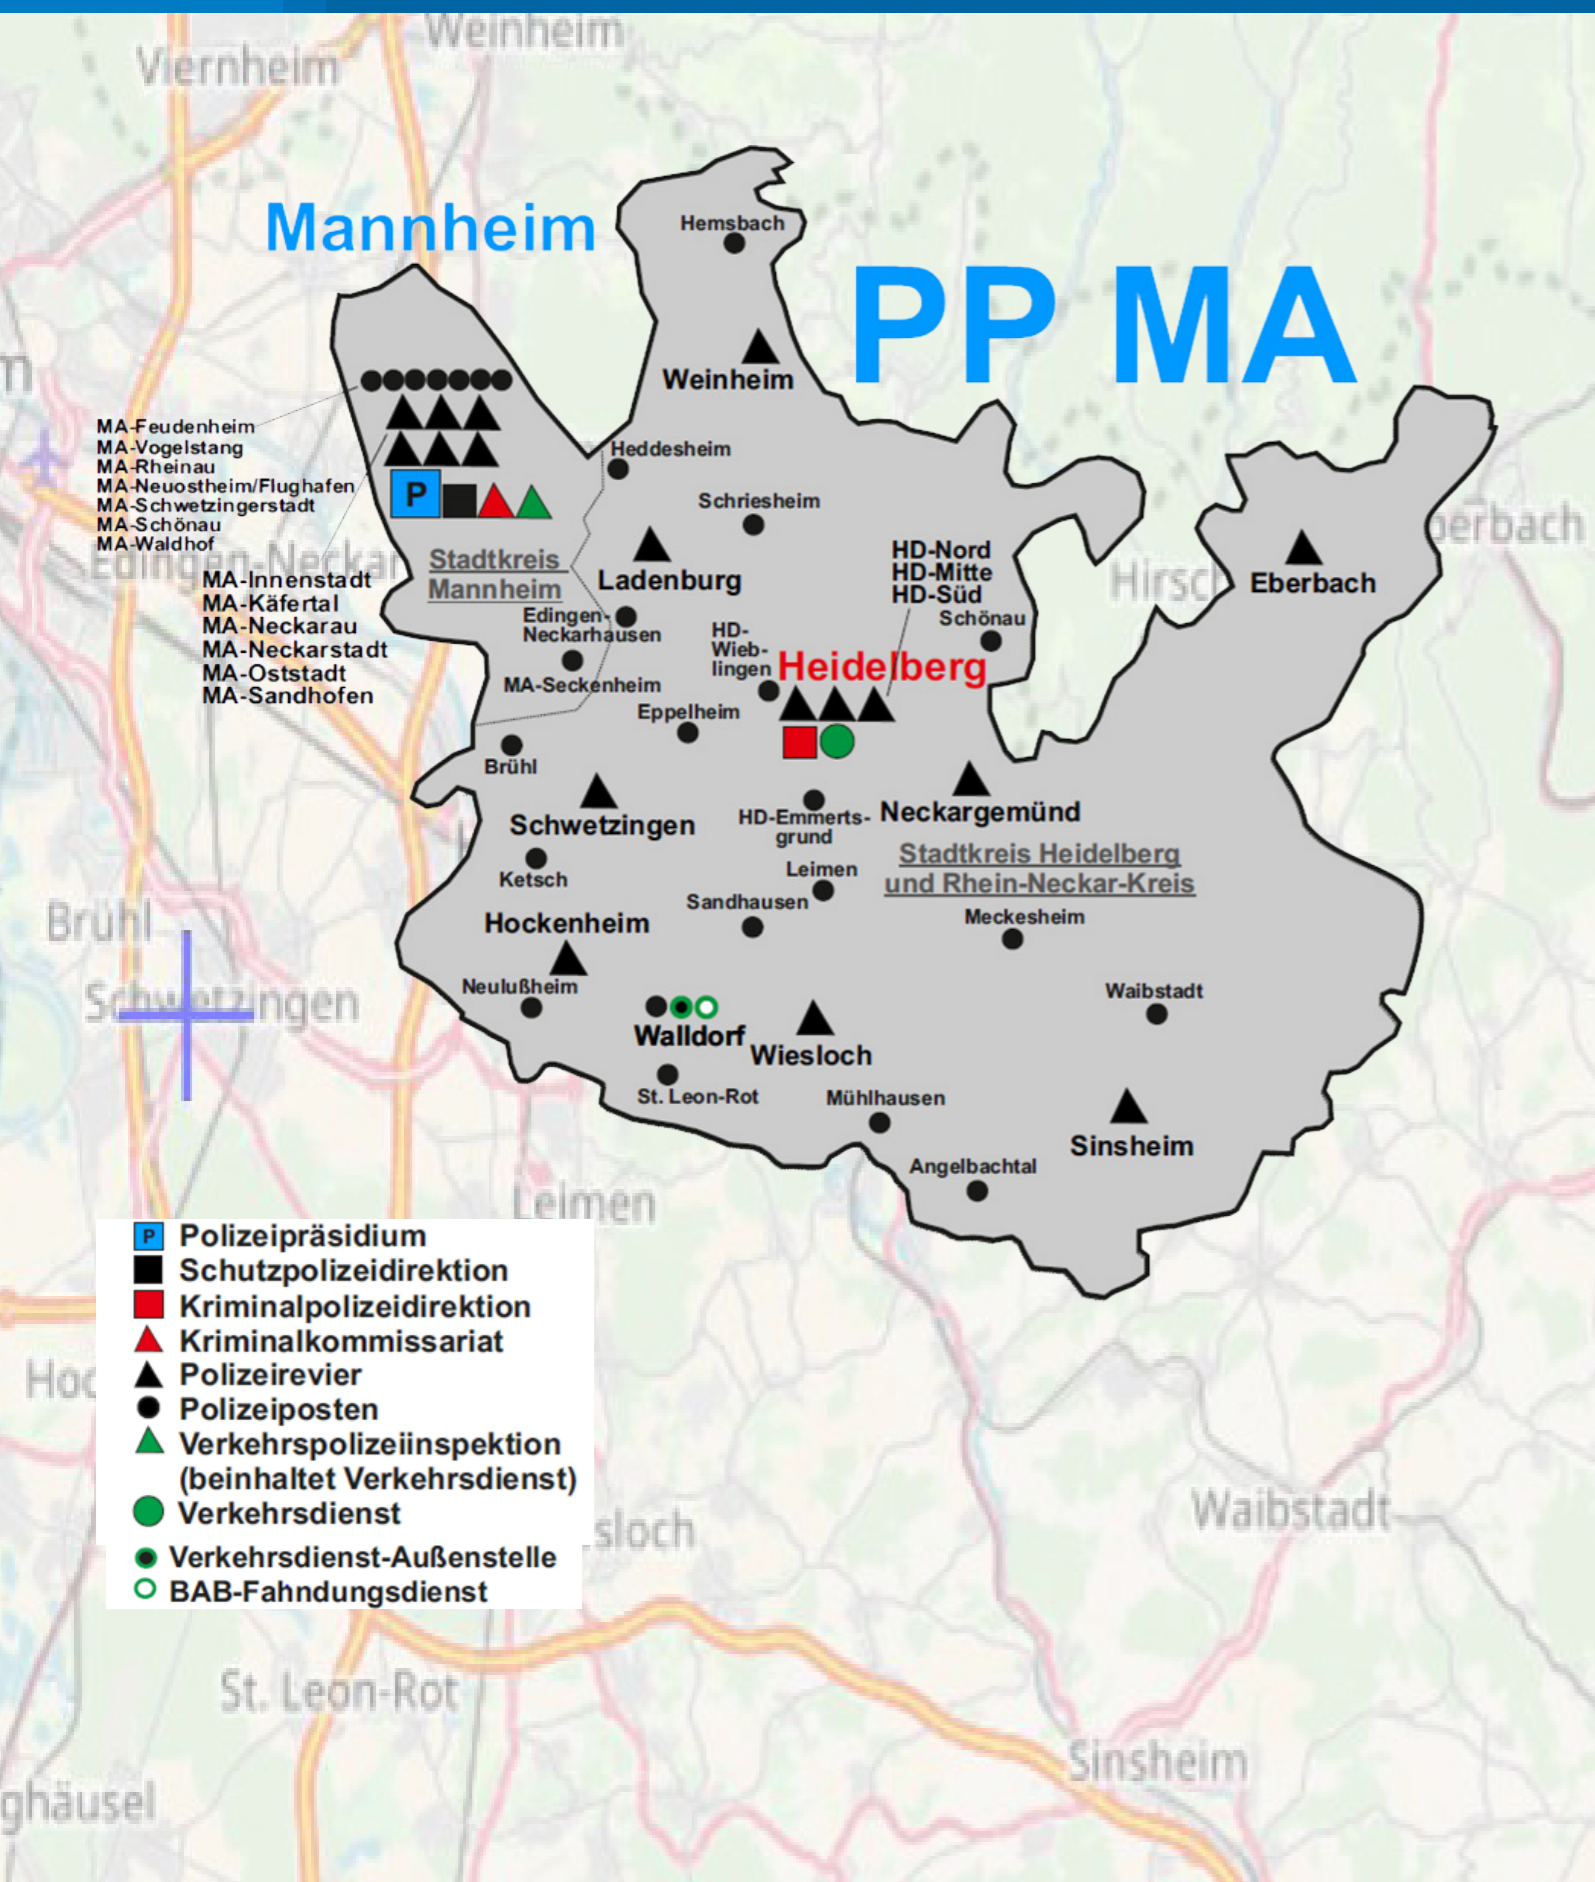 Weinheim
Viernheim
Mannheim
Hemsbach
PP MA
Weinheim
MA-Feudenheim
MA-Vogelstang
MA-Rheinau
MA-Neuostheim/Flughafen
MA-Schwetzingerstadt
MA-Schönau
MA-Waldhof
Edingen-Neckar
MA-Innenstadt
MA-Käfertal
MA-Neckarau
MA-Neckarstadt
MA-Oststadt
MA-Sandhofen
P
Stadtkreis
Mannheim
Heddesheim
Schriesheim
Ladenburg
Edingen-
Neckarhausen
MA-Seckenheim
HD-Nord
HD-Mitte
HD-Süd
Schönau
HD-
Wieb-
lingen
Heidelberg
Hirsch
Eberbach
berbach
Eppelheim
Brühl
Schwetzingen
HD-Emmerts-
grund
Neckargemünd
Stadtkreis Heidelberg
und Rhein-Neckar-Kreis
Ketsch
Leimen
Sandhausen
Hockenheim
Meckesheim
Brühl
Neulußheim
Waibstadt
Schwetzingen
Walldorf
Wiesloch
St. Leon-Rot
Mühlhausen
Sinsheim
Angelbachtal
Leimen
P Polizeipräsidium
Schutzpolizeidirektion
Kriminalpolizeidirektion
Kriminalkommissariat
Polizeirevier
Polizeiposten
Verkehrspolizeiinspektion
(beinhaltet Verkehrsdienst)
Verkehrsdienst
Verkehrsdienst-Außenstelle
BAB-Fahndungsdienst
Hoc
sloch
Waibstadt
St. Leon-Rot
Sinsheim
ghäusel